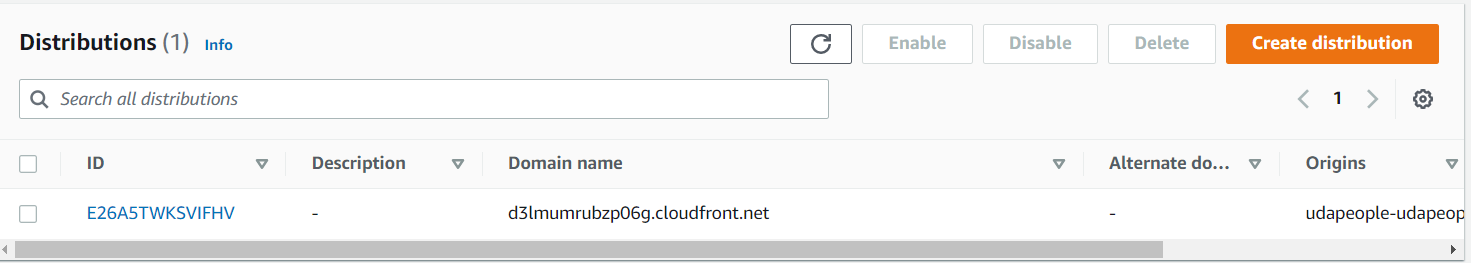 Distributions (1) Info Enable Disable Delete Create distribution
Search all distributions 1
ID Description Domain name Alternate do... Origins
E26A5TWKSVIFHV - d3lmumrubzp06g.cloudfront.net - udapeople-udapeop